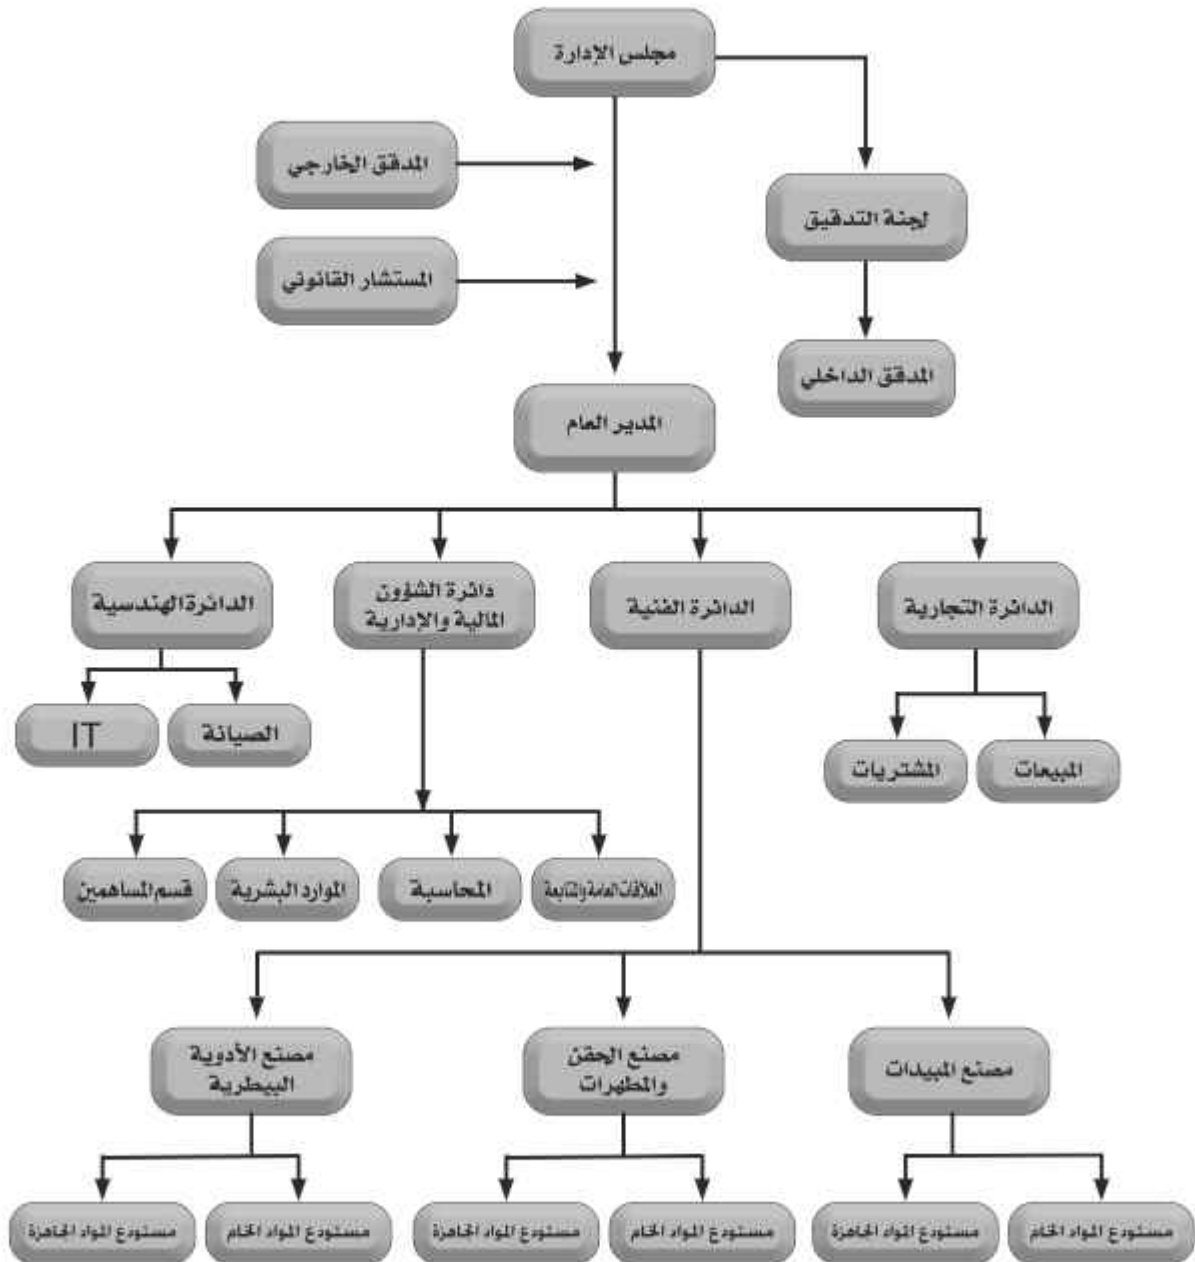 مجلس الإدارة
المدقق الخارجي
لجنة التدقيق
المستشار القانوني
المدقق الداخلي
المدير العام
الدائرة التجارية
الدائرة الفنية
دائرة الشؤون
المالية والإدارية
الدائرة الهندسية
المبيعات
المشتريات
الصيانة
IT
العلاقات العامة والمتابعة
المحاسبة
الموارد البشرية
قسم المساهمين
مصنع المبيدات
مصنع الحقن
والمطهرات
مصنع الأدوية
البيطرية
مستودع المواد الخام
مستودع المواد الجاهزة
مستودع المواد الخام
مستودع المواد الجاهزة
مستودع المواد الخام
مستودع المواد الجاهزة